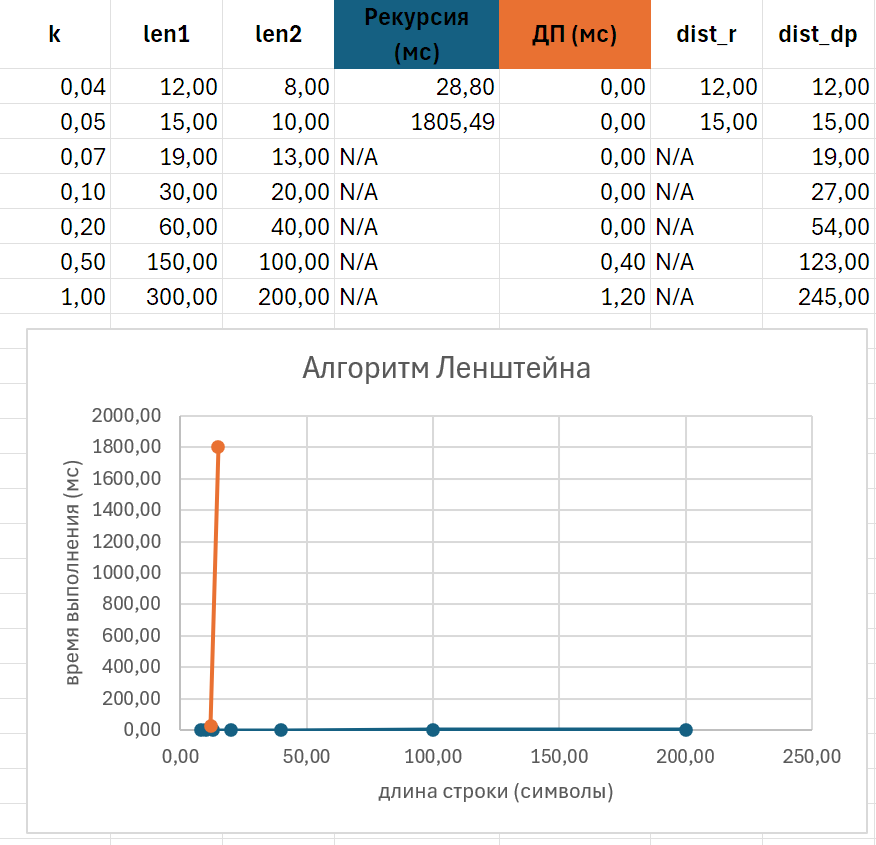 k len1 len2 Рекурсия (мс) ДП (мс) dist_r dist_dp
0,04 12,00 8,00 28,80 0,00 12,00 12,00
0,05 15,00 10,00 1805,49 0,00 15,00 15,00
0,07 19,00 13,00 N/A 0,00 N/A 19,00
0,10 30,00 20,00 N/A 0,00 N/A 27,00
0,20 60,00 40,00 N/A 0,00 N/A 54,00
0,50 150,00 100,00 N/A 0,40 N/A 123,00
1,00 300,00 200,00 N/A 1,20 N/A 245,00
Алгоритм Ленштейна
время выполнения (мс)
2000,00
1800,00
1600,00
1400,00
1200,00
1000,00
800,00
600,00
400,00
200,00
0,00
0,00 50,00 100,00 150,00 200,00 250,00
длина строки (символы)